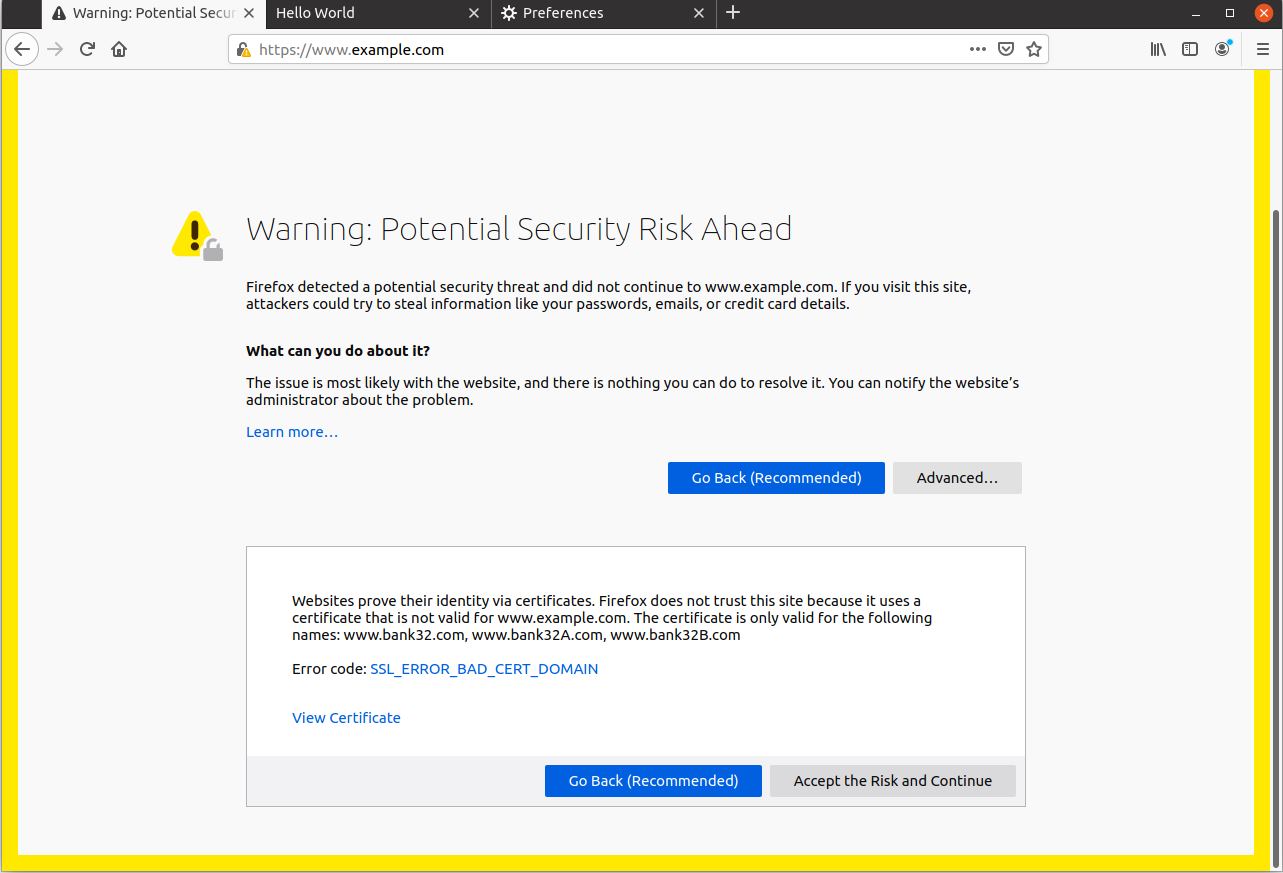 Warning: Potential Secur
Hello World
Preferences
https://www.example.com
Warning: Potential Security Risk Ahead
Firefox detected a potential security threat and did not continue to www.example.com. If you visit this site,
attackers could try to steal information like your passwords, emails, or credit card details.
What can you do about it?
The issue is most likely with the website, and there is nothing you can do to resolve it. You can notify the website’s
administrator about the problem.
Learn more…
Go Back (Recommended)
Advanced…
Websites prove their identity via certificates. Firefox does not trust this site because it uses a
certificate that is not valid for www.example.com. The certificate is only valid for the following
names: www.bank32.com, www.bank32A.com, www.bank32B.com
Error code: SSL_ERROR_BAD_CERT_DOMAIN
View Certificate
Go Back (Recommended)
Accept the Risk and Continue